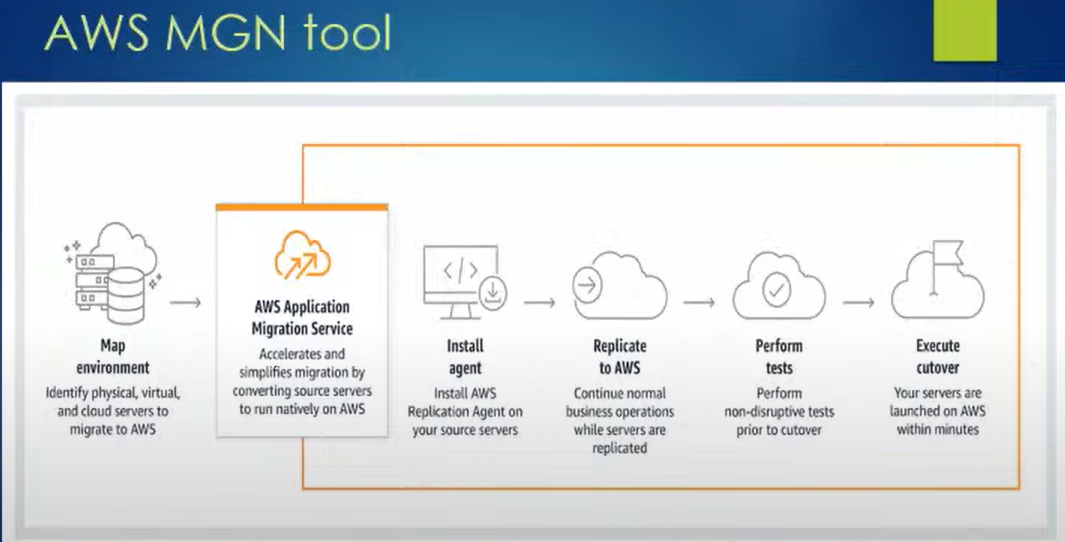 AWS MGN tool
Map
environment
Identify physical, virtual,
and cloud servers to
migrate to AWS
AWS Application
Migration Service
Accelerates and
simplifies migration by
converting source servers
to run natively on AWS
</>
Install
agent
Install AWS
Replication Agent on
your source servers
Replicate
to AWS
Continue normal
business operations
while servers are
replicated
Perform
tests
Perform
non-disruptive tests
prior to cutover
Execute
cutover
Your servers are
launched on AWS
within minutes